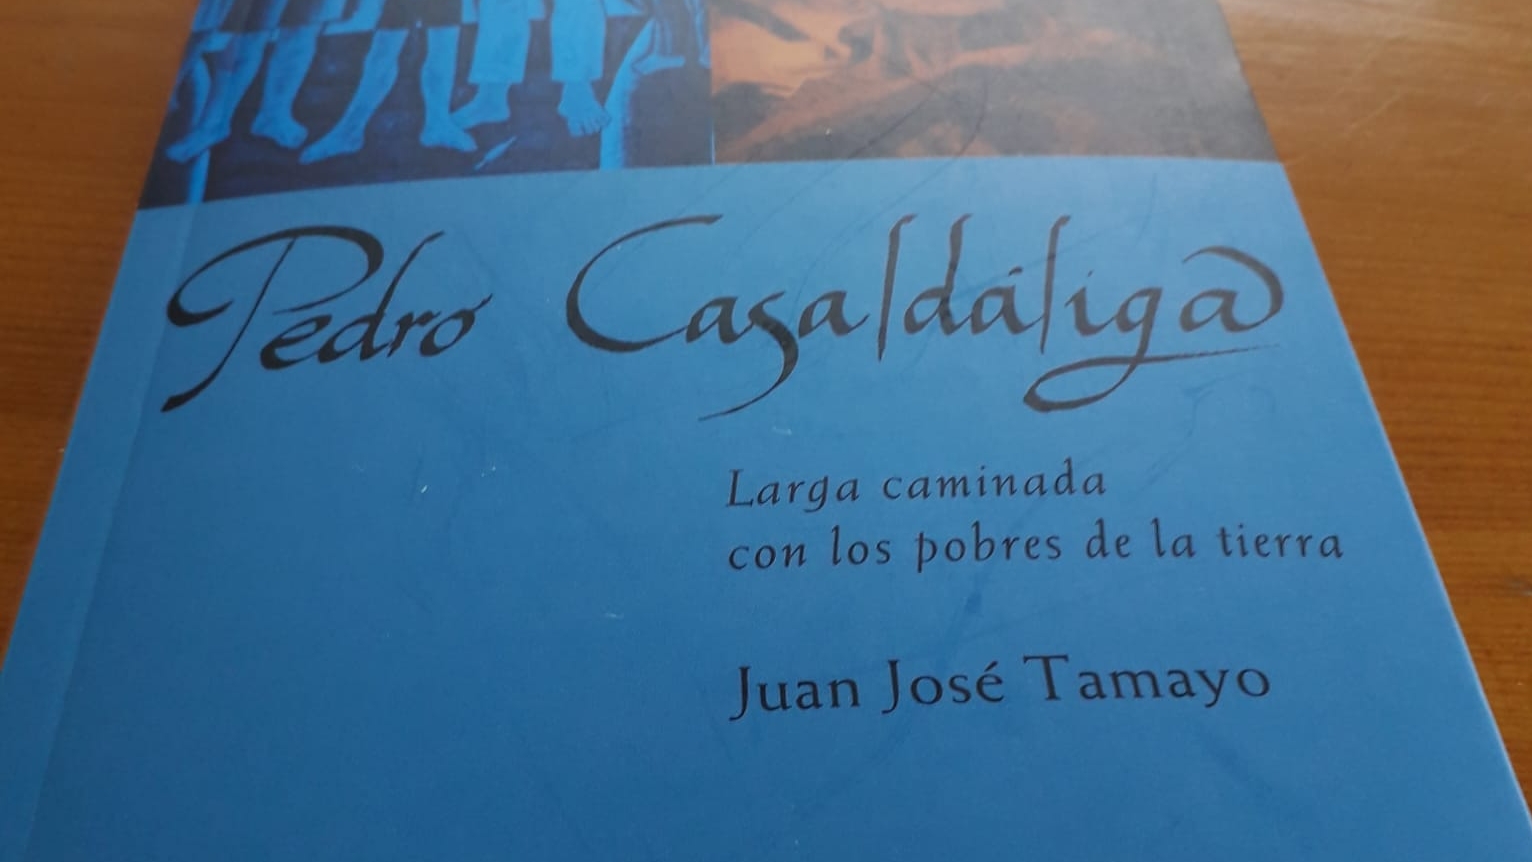 Pedro Casaldáliga
Larga caminada
con los pobres de la tierra
Juan José Tamayo